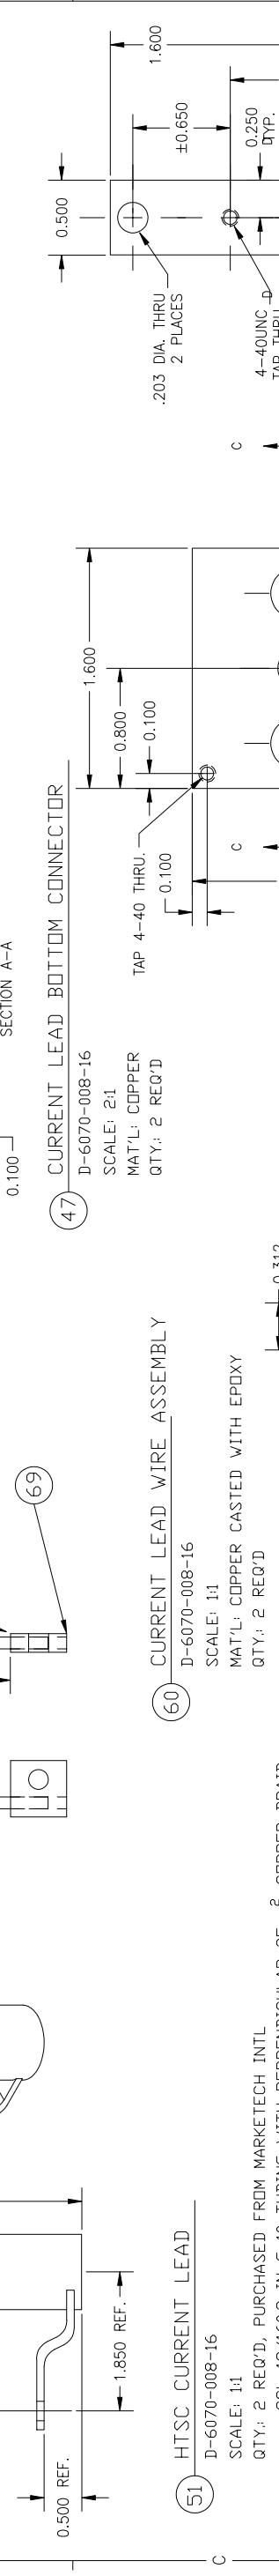 1.600
±0.650
0.250
TYP.
0.500
.203 DIA. THRU
2 PLACES
4-40UNC
TAP THRU
D
D
C
1.600
0.800
0.100
TAP 4-40 THRU.
0.100
C
SECTION A-A
0.100
47
CURRENT LEAD BOTTOM CONNECTOR
D-6070-008-16
SCALE: 2:1
MAT'L: COPPER
QTY.: 2 REQ'D
0.312
69
60
CURRENT LEAD WIRE ASSEMBLY
D-6070-008-16
SCALE: 1:1
MAT'L: COPPER CASTED WITH EPOXY
QTY.: 2 REQ'D
1.850 REF.
0.500 REF.
51
HTSC CURRENT LEAD
D-6070-008-16
SCALE: 1:1
QTY.: 2 REQ'D, PURCHASED FROM MARKETECH INTL
2 COPPER BRAID
C